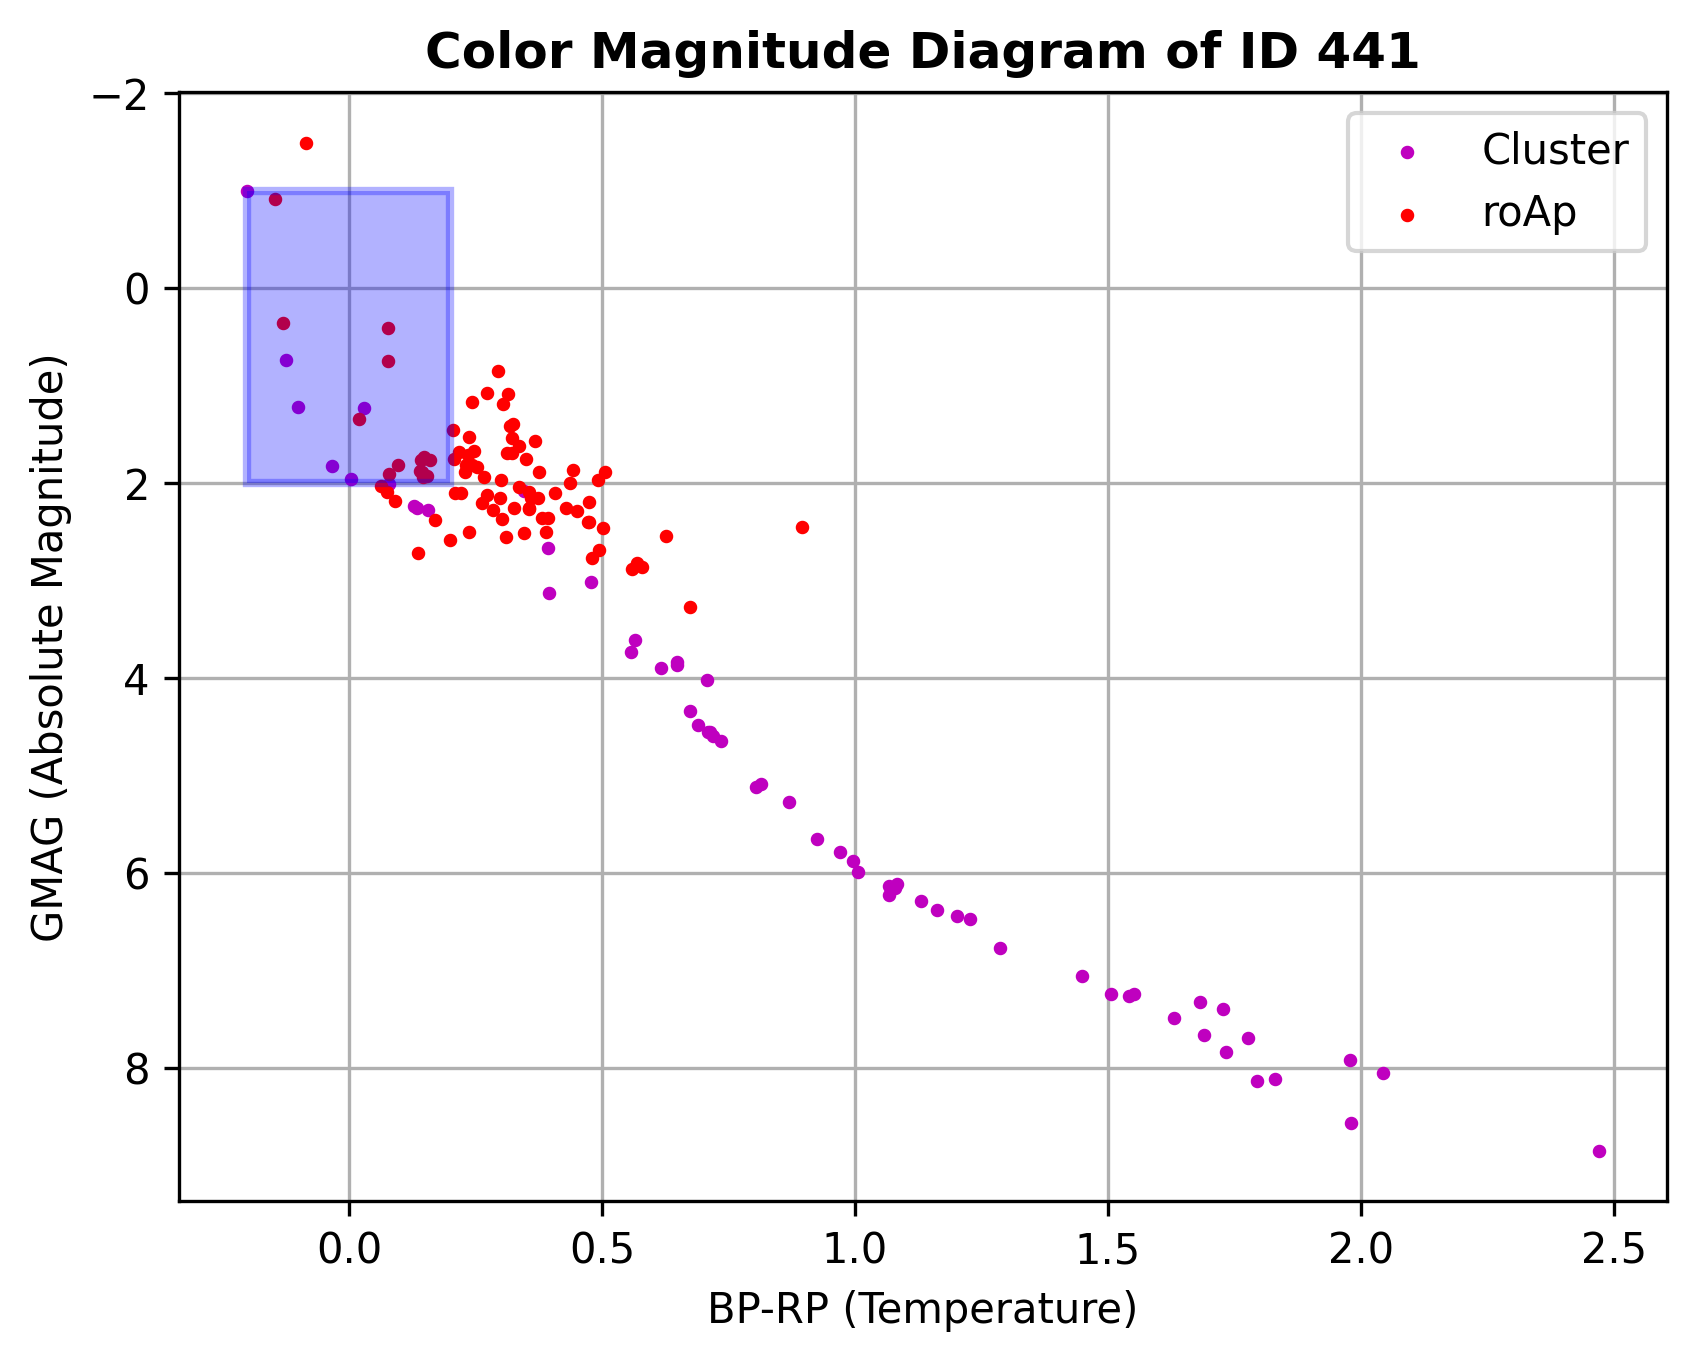 Color Magnitude Diagram of ID 441
Cluster
roAp
GMAG (Absolute Magnitude)
−2
0
2
4
6
8
0.0 0.5 1.0 1.5 2.0 2.5
BP-RP (Temperature)